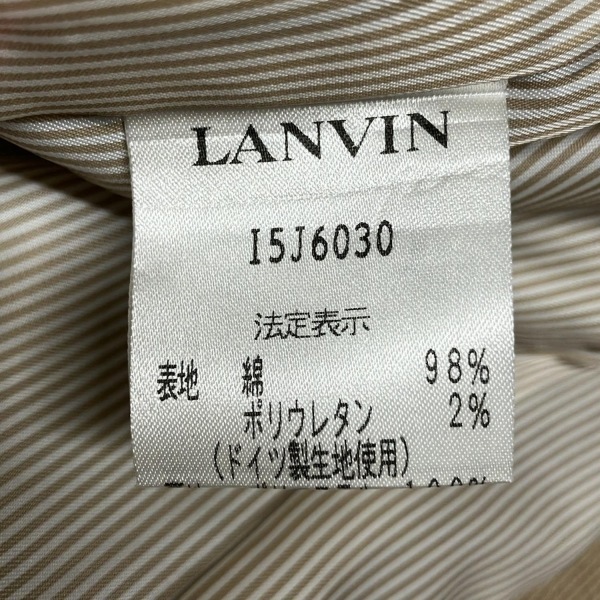 LANVIN
I5J6030
法定表示
表地 綿 98%
ポリウレタン 2%
(ドイツ製生地使用)